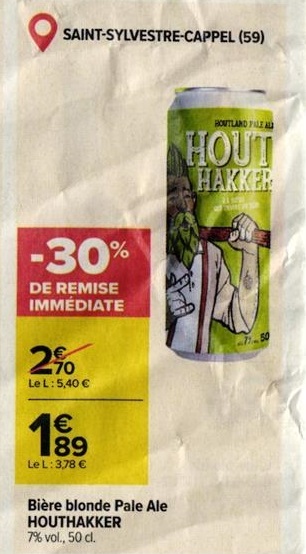 SAINT-SYLVESTRE-CAPPEL (59)
HOUTLAND PALE ALE
HOUT
HAKKER
-30%
DE REMISE
IMMÉDIATE
2€70
Le L : 5,40 €
1€89
Le L : 3,78 €
Bière blonde Pale Ale
HOUTHAKKER
7% vol., 50 cl.